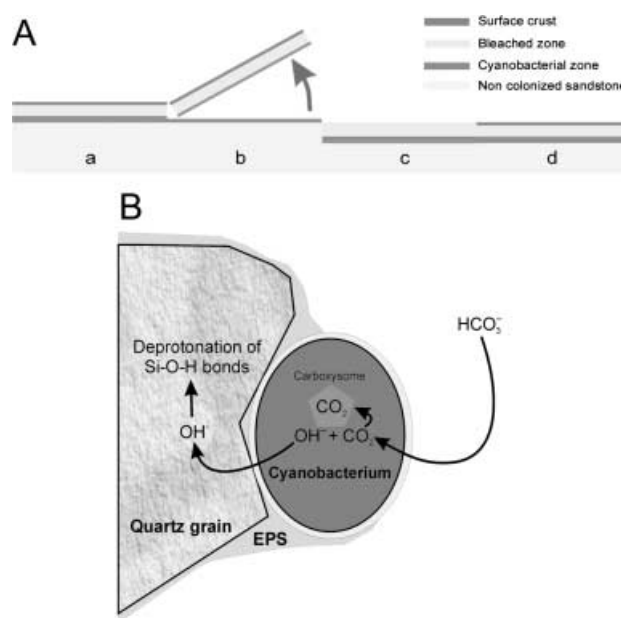 A
Surface crust
Bleached zone
Cyanobacterial zone
Non colonized sandstone
a
b
c
d
B
HCO₃⁻
Deprotonation of
Si-O-H bonds
Carboxysome
CO₂
OH⁻
OH⁻ + CO₂
Cyanobacterium
Quartz grain
EPS